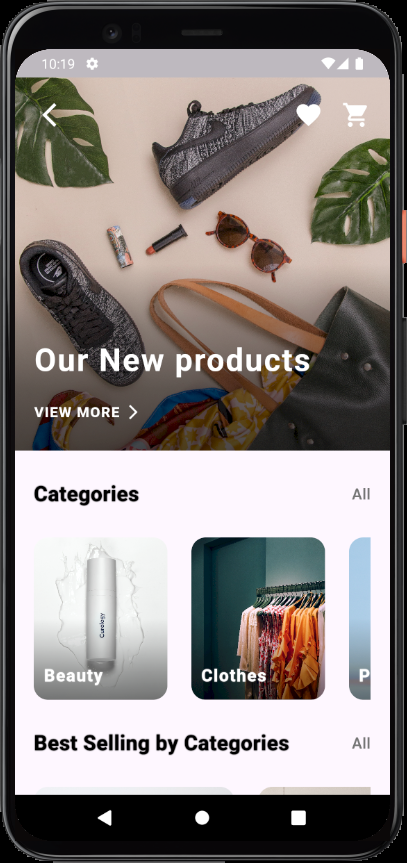 10:19
Our New products
VIEW MORE
Categories
All
Curology
Beauty
Clothes
P
Best Selling by Categories
All